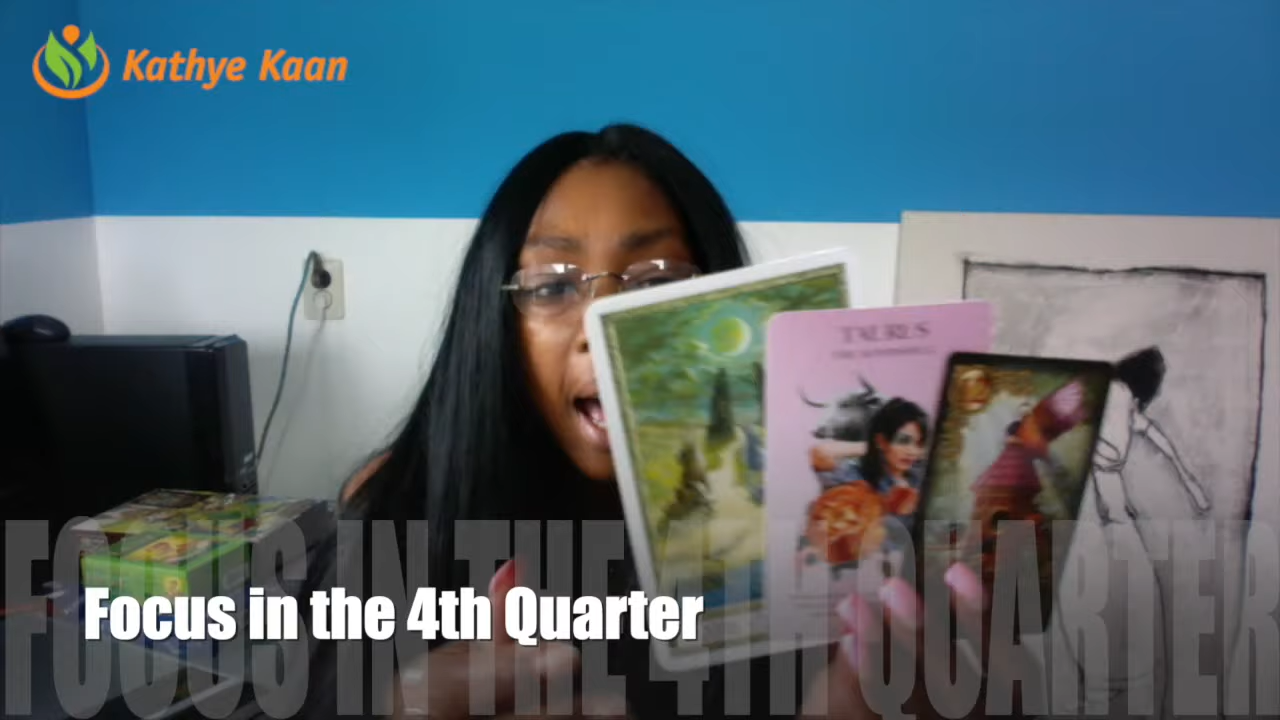 Kathye Kaan
TAURUS
FOCUS IN THE 4TH QUARTER
Focus in the 4th Quarter